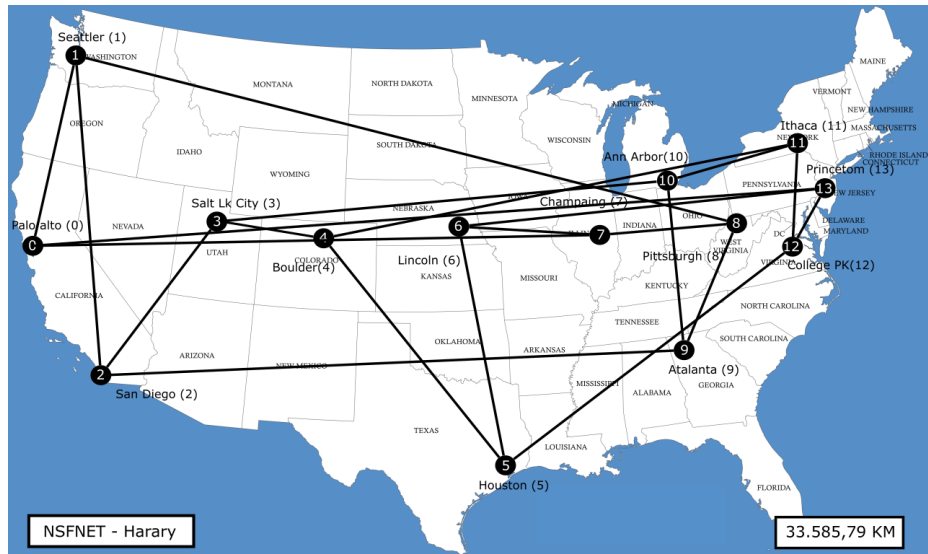 MAINE
Seattler (1)
1
WASHINGTON
MONTANA
NORTH DAKOTA
VERMONT
MINNESOTA
OREGON
MICHIGAN
NEW HAMPSHIRE
Ithaca (11)
MASSACHUSETTS
WISCONSIN
11
SOUTH DAKOTA
IDAHO
Ann Arbor(10)
RHODE ISLAND
CONNECTICUT
WYOMING
10
Princetom (13)
PENNSYLVANIA
13
NEW JERSEY
Salt Lk City (3)
Champaing (7)
NEBRASKA
OHIO
DELAWARE
Palo alto (0)
NEVADA
3
6
INDIANA
8
MARYLAND
0
UTAH
4
7
DC
12
COLORADO
Lincoln (6)
WEST
VIRGINIA
Boulder(4)
Pittsburgh (8)
VIRGINIA
College PK(12)
KANSAS
MISSOURI
KENTUCKY
CALIFORNIA
NORTH CAROLINA
TENNESSEE
OKLAHOMA
SOUTH CAROLINA
ARIZONA
ARKANSAS
9
NEW MEXICO
Atalanta (9)
2
MISSISSIPPI
GEORGIA
San Diego (2)
ALABAMA
TEXAS
LOUISIANA
5
Houston (5)
FLORIDA
NSFNET - Harary
33.585,79 KM